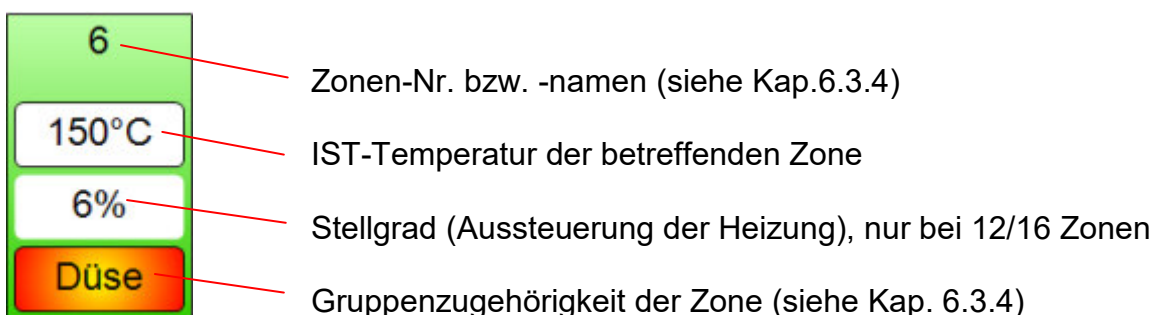 6
Zonen-Nr. bzw. -namen (siehe Kap.6.3.4)
150°C
IST-Temperatur der betreffenden Zone
6%
Stellgrad (Aussteuerung der Heizung), nur bei 12/16 Zonen
Düse
Gruppenzugehörigkeit der Zone (siehe Kap. 6.3.4)